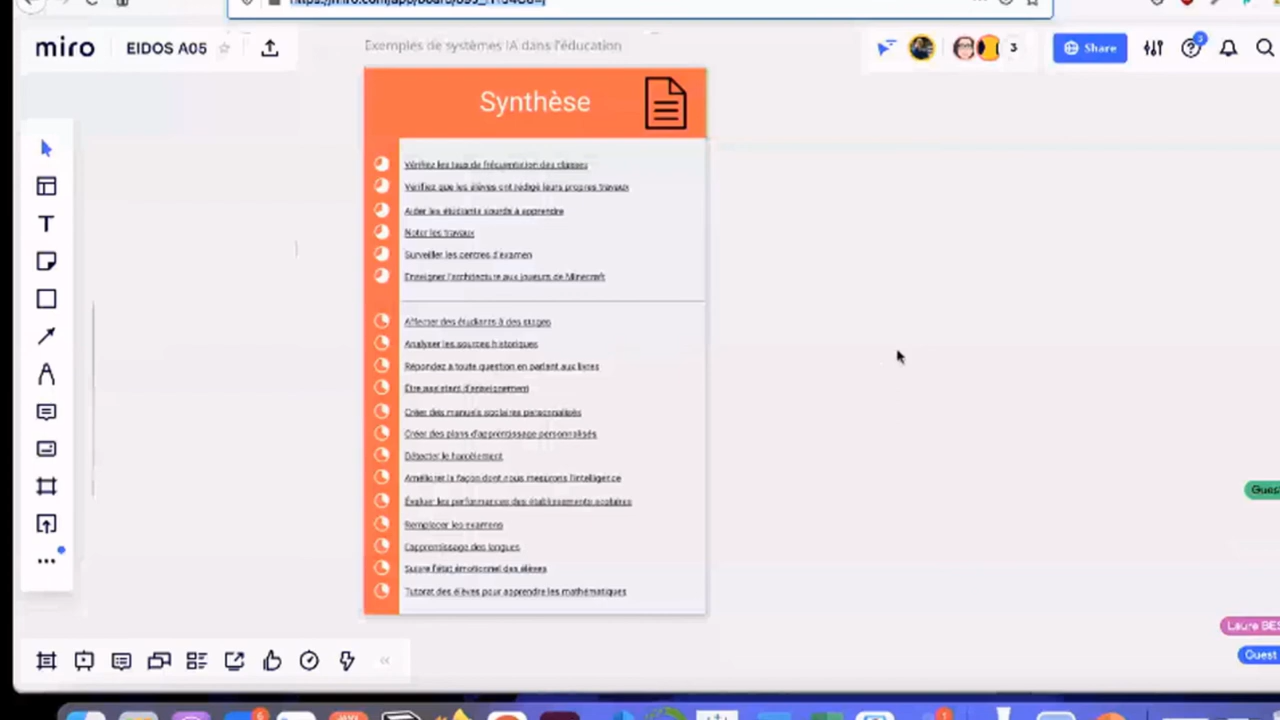 miro
EIDOS A05
Exemples de systèmes IA dans l'éducation
3
Share
3
Synthèse
Vérifiez les taux de fréquentation des classes
Vérifiez que les élèves ont rédigé leurs propres travaux
Aider les étudiants sourds à apprendre
Noter les travaux
Surveiller les centres d'examen
Enseigner l'architecture aux joueurs de Minecraft
Affecter des étudiants à des stages
Analyser les sources historiques
Répondez à toute question en parlant aux livres
Être assistant d'enseignement
Créer des manuels scolaires personnalisés
Créer des plans d'apprentissage personnalisés
Détecter le harcèlement
Améliorer la façon dont nous mesurons l'intelligence
Évaluer les performances des établissements scolaires
Remplacer les examens
L'apprentissage des langues
Suivre l'état émotionnel des élèves
Tutorat des élèves pour apprendre les mathématiques
Laure BES
Guest